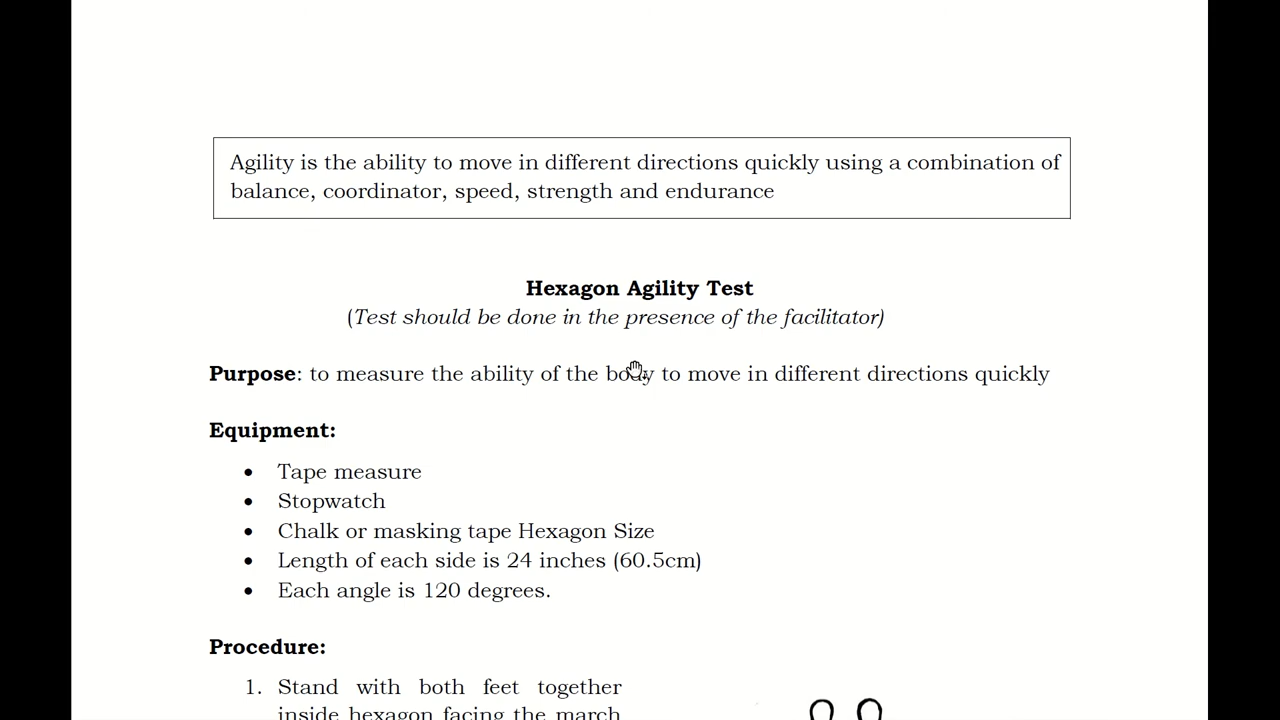 Agility is the ability to move in different directions quickly using a combination of
balance, coordinator, speed, strength and endurance
Hexagon Agility Test
(Test should be done in the presence of the facilitator)
Purpose: to measure the ability of the body to move in different directions quickly
Equipment:
• Tape measure
• Stopwatch
• Chalk or masking tape Hexagon Size
• Length of each side is 24 inches (60.5cm)
• Each angle is 120 degrees.
Procedure:
1. Stand with both feet together
inside hexagon facing the march